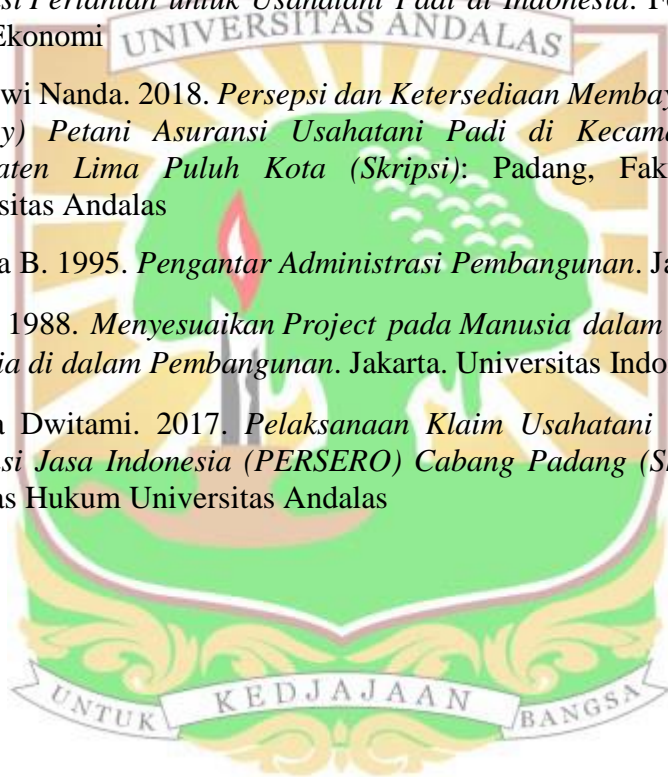 si Pertanian untuk Usahatani Padi di Indonesia. F
Ekonomi
UNIVERSITAS ANDALAS
wi Nanda. 2018. Persepsi dan Ketersediaan Membay
y) Petani Asuransi Usahatani Padi di Kecama
aten Lima Puluh Kota (Skripsi): Padang, Fak
sitas Andalas
a B. 1995. Pengantar Administrasi Pembangunan. Ja
1988. Menyesuaikan Project pada Manusia dalam
ia di dalam Pembangunan. Jakarta. Universitas Indo
a Dwitami. 2017. Pelaksanaan Klaim Usahatani
si Jasa Indonesia (PERSERO) Cabang Padang (S
as Hukum Universitas Andalas
UNTUK KEDJAJAAN BANGSA